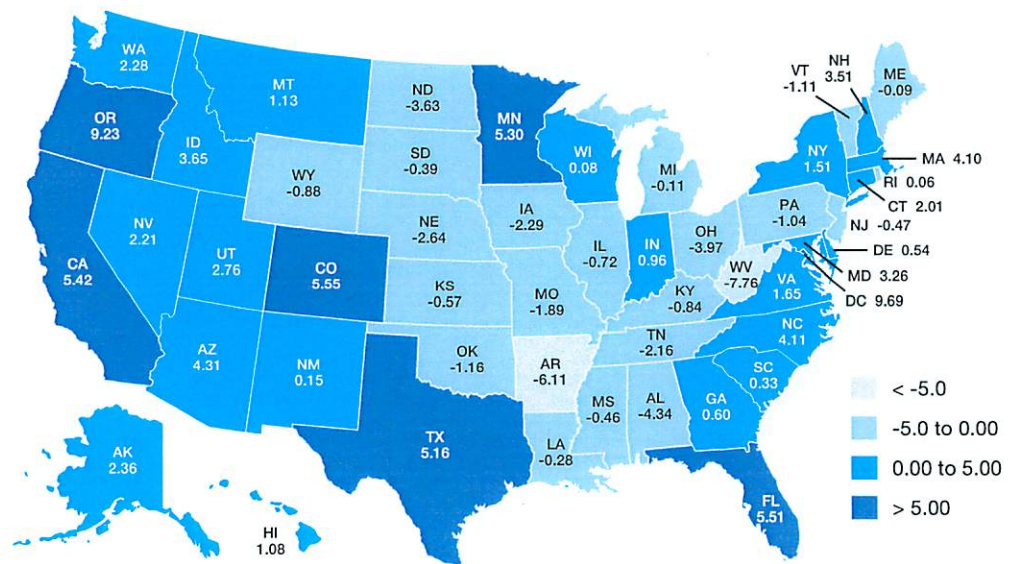 WA
2.28
MT
1.13
ND
-3.63
MN
5.30
VT
-1.11
NH
3.51
ME
-0.09
OR
9.23
ID
3.65
WY
-0.88
SD
-0.39
WI
0.08
MI
-0.11
NY
1.51
MA 4.10
RI 0.06
CT 2.01
NJ -0.47
DE 0.54
MD 3.26
DC 9.69
NV
2.21
UT
2.76
CO
5.55
NE
-2.64
IA
-2.29
IL
-0.72
IN
0.96
OH
-3.97
PA
-1.04
WV
-7.76
VA
1.65
CA
5.42
KS
-0.57
MO
-1.89
KY
-0.84
NC
4.11
AZ
4.31
NM
0.15
OK
-1.16
AR
-6.11
TN
-2.16
SC
0.33
MS
-0.46
AL
-4.34
GA
0.60
TX
5.16
LA
-0.28
FL
5.51
AK
2.36
HI
1.08
< -5.0
-5.0 to 0.00
0.00 to 5.00
> 5.00